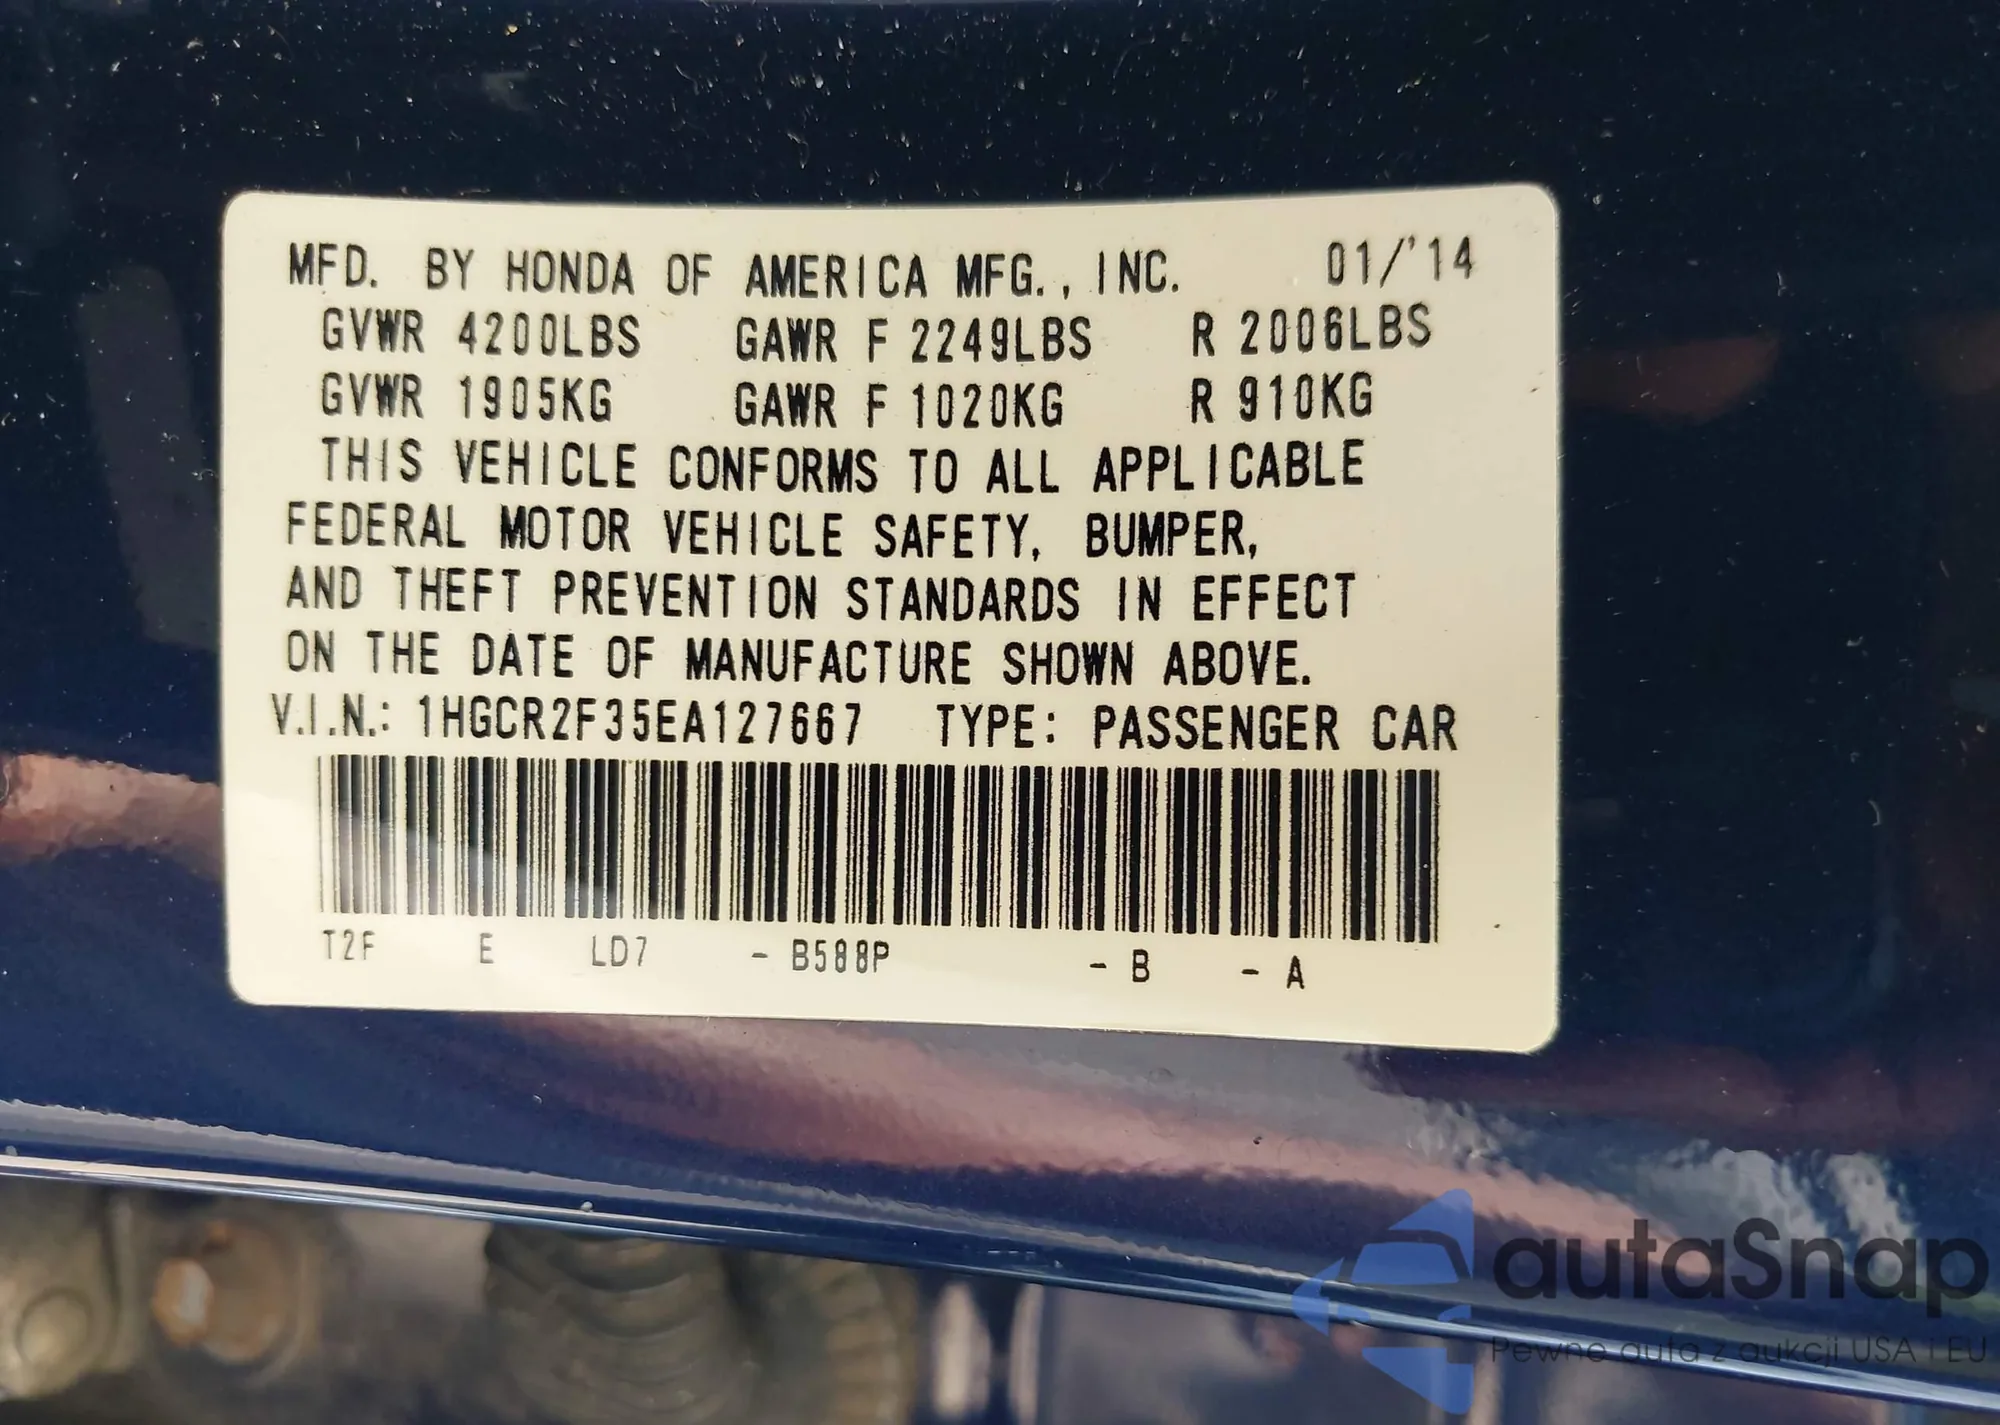 MFD. BY HONDA OF AMERICA MFG., INC. 01/'14
GVWR 4200LBS GAWR F 2249LBS R 2006LBS
GVWR 1905KG GAWR F 1020KG R 910KG
THIS VEHICLE CONFORMS TO ALL APPLICABLE
FEDERAL MOTOR VEHICLE SAFETY, BUMPER,
AND THEFT PREVENTION STANDARDS IN EFFECT
ON THE DATE OF MANUFACTURE SHOWN ABOVE.
V.I.N.: 1HGCR2F35EA127667 TYPE: PASSENGER CAR
T2F E LD7 - B588P - B - A
autaSnap
Pewne auta z aukcji USA i EU